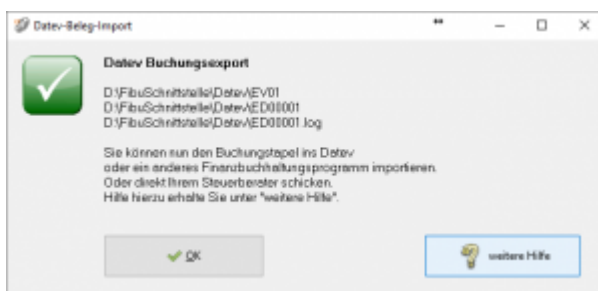 Datev-Beleg-Import
Datev Buchungsexport
D:\FibuSchnittstelle\Datev\EV01
D:\FibuSchnittstelle\Datev\ED00001
D:\FibuSchnittstelle\Datev\ED00001.log
Sie können nun den Buchungstapel ins Datev
oder ein anderes Finanzbuchhaltungsprogramm importieren.
Oder direkt Ihrem Steuerberater schicken.
Hilfe hierzu erhalte Sie unter "weitere Hilfe".
OK
weitere Hilfe